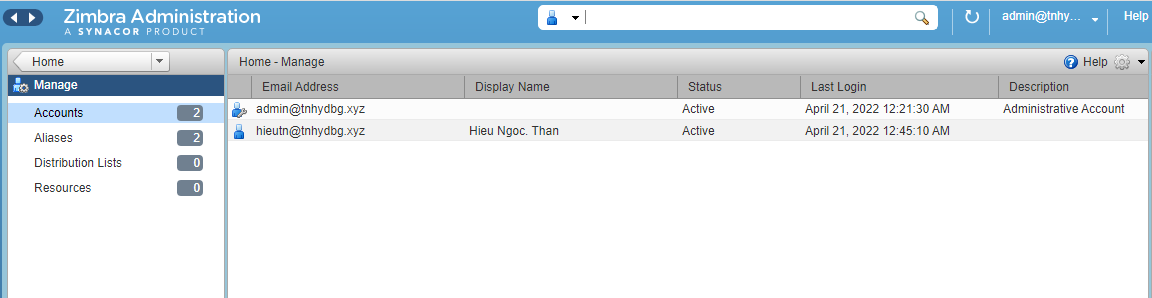 Zimbra Administration
A SYNACOR PRODUCT
admin@tnhy...
Help
Home
Home - Manage
Help
Manage
Email Address Display Name Status Last Login Description
Accounts 2
admin@tnhydbg.xyz Active April 21, 2022 12:21:30 AM Administrative Account
hieutn@tnhydbg.xyz Hieu Ngoc. Than Active April 21, 2022 12:45:10 AM
Aliases 2
Distribution Lists 0
Resources 0